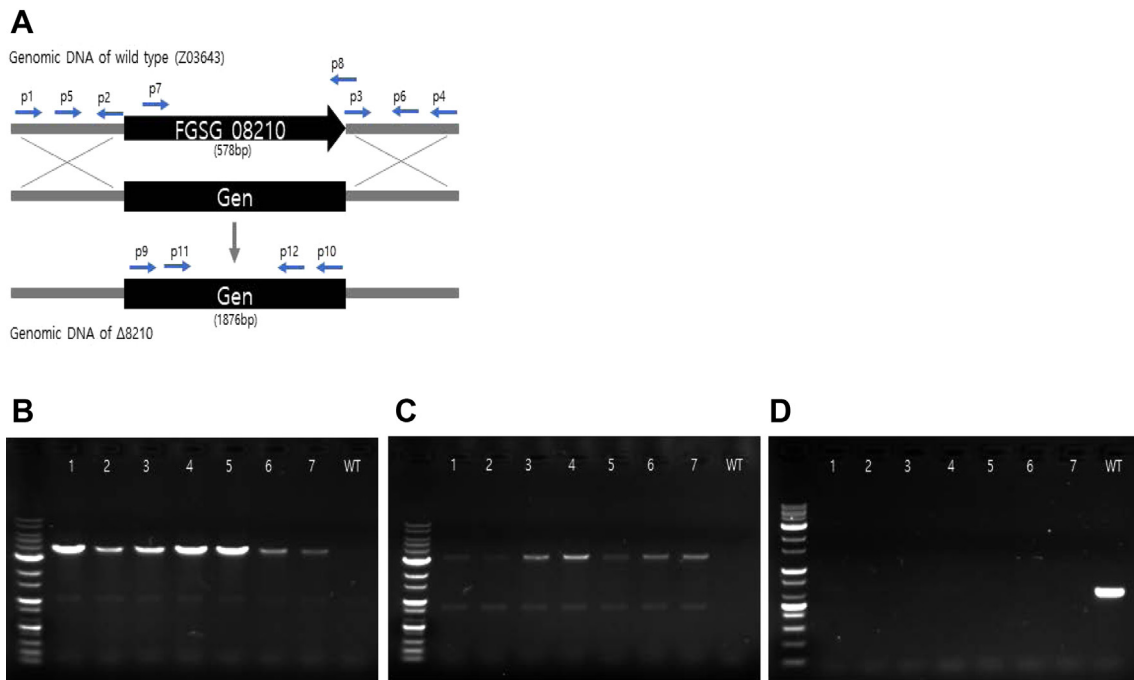 A
Genomic DNA of wild type (Z03643)
p8
p1 p5 p2 p7 p3 p6 p4
FGSG 08210
(578bp)
Gen
p9 p11 p12 p10
Gen
(1876bp)
Genomic DNA of Δ8210
B C D
1 2 3 4 5 6 7 WT
1 2 3 4 5 6 7 WT
1 2 3 4 5 6 7 WT